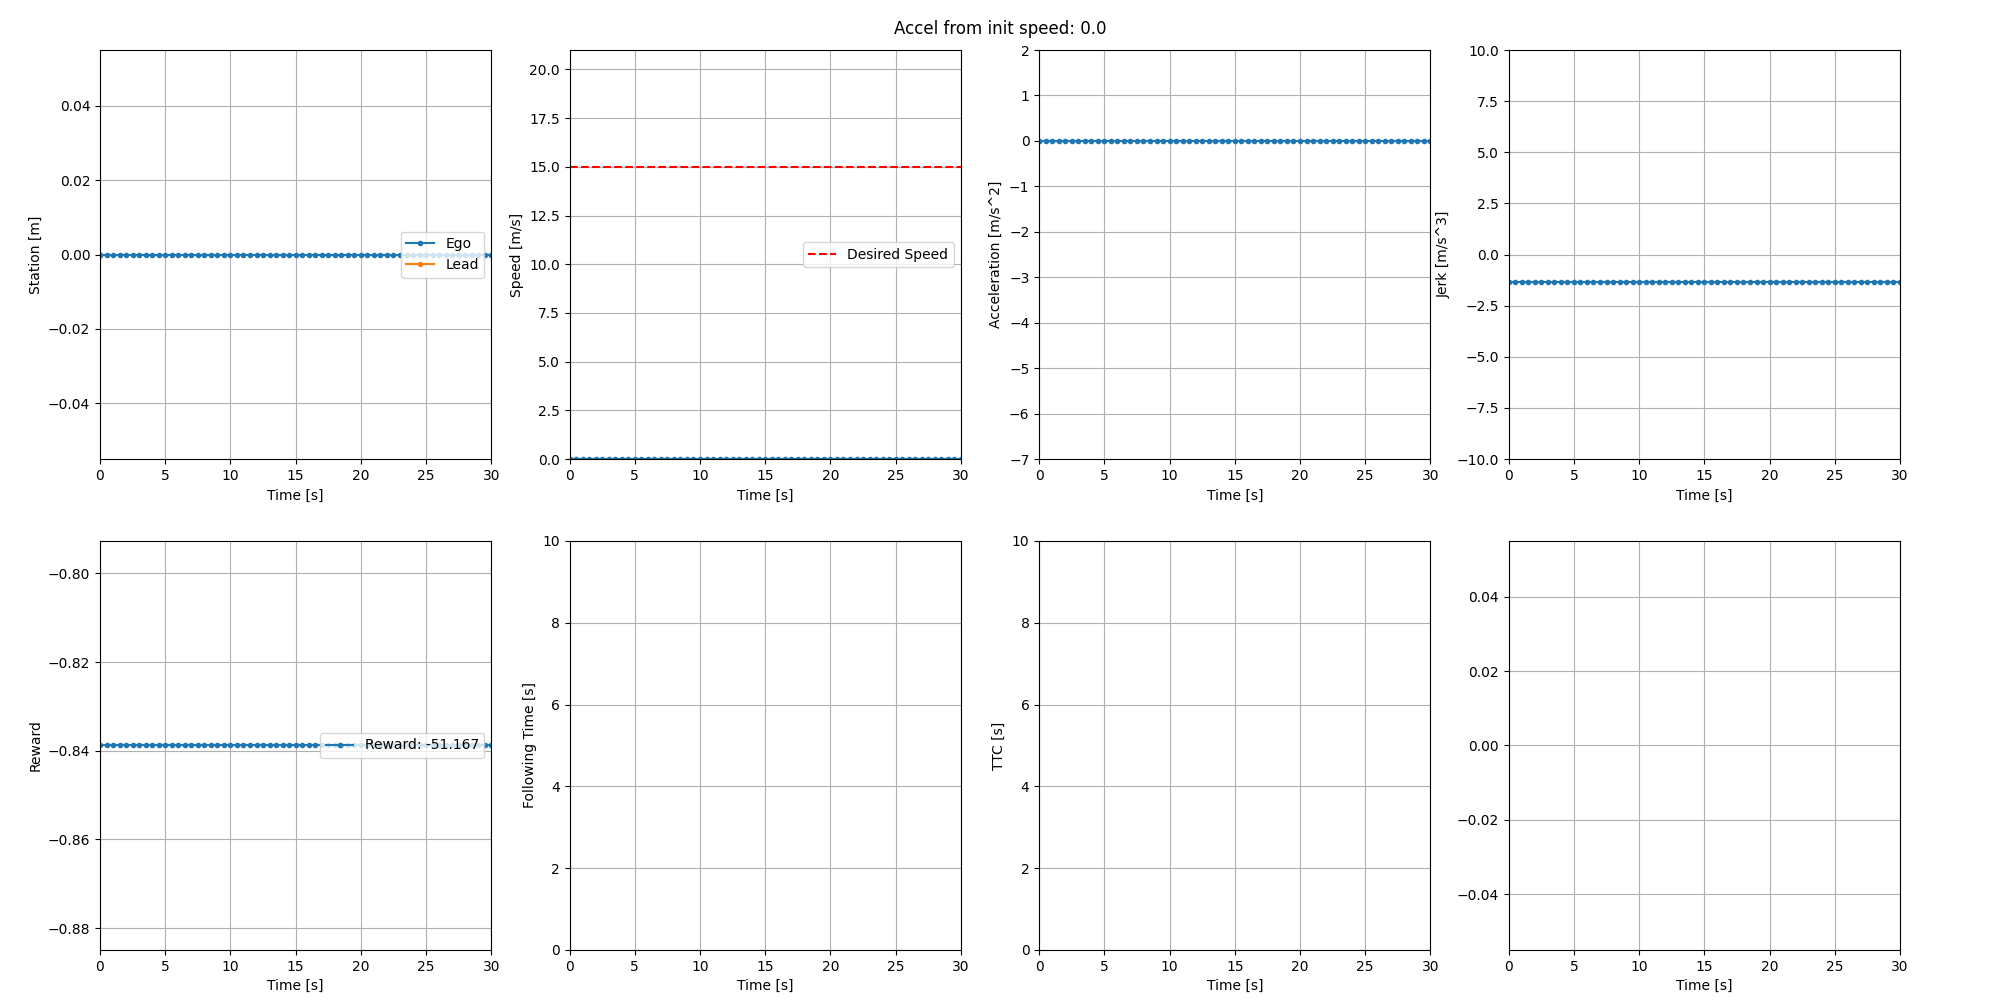 Accel from init speed: 0.0
0.04
0.02
0.00
−0.02
−0.04
Station [m]
Ego
Lead
0 5 10 15 20 25 30
Time [s]
20.0
17.5
15.0
12.5
10.0
7.5
5.0
2.5
0.0
Speed [m/s]
Desired Speed
0 5 10 15 20 25 30
Time [s]
2
1
0
−1
−2
−3
−4
−5
−6
−7
Acceleration [m/s^2]
0 5 10 15 20 25 30
Time [s]
10.0
7.5
5.0
2.5
0.0
−2.5
−5.0
−7.5
−10.0
Jerk [m/s^3]
0 5 10 15 20 25 30
Time [s]
−0.80
−0.82
−0.84
−0.86
−0.88
Reward
Reward: -51.167
0 5 10 15 20 25 30
Time [s]
10
8
6
4
2
0
Following Time [s]
0 5 10 15 20 25 30
Time [s]
10
8
6
4
2
0
TTC [s]
0 5 10 15 20 25 30
Time [s]
0.04
0.02
0.00
−0.02
−0.04
0 5 10 15 20 25 30
Time [s]